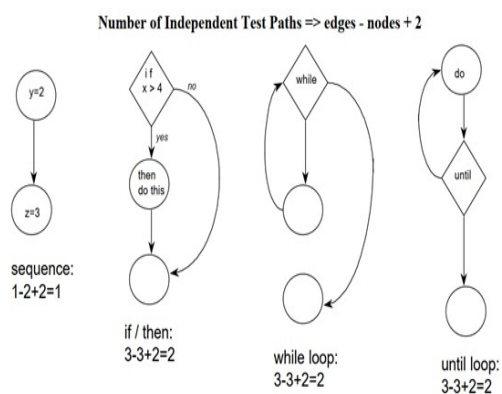 Number of Independent Test Paths => edges - nodes + 2
y=2
z=3
sequence:
1-2+2=1
if
x > 4
no
yes
then
do this
if / then:
3-3+2=2
while
while loop:
3-3+2=2
do
until
until loop:
3-3+2=2